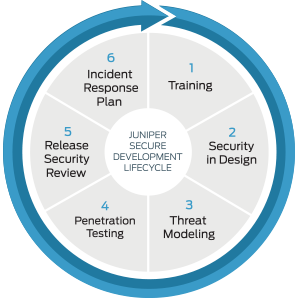 JUNIPER
SECURE
DEVELOPMENT
LIFECYCLE
1
Training
2
Security
in Design
3
Threat
Modeling
4
Penetration
Testing
5
Release
Security
Review
6
Incident
Response
Plan